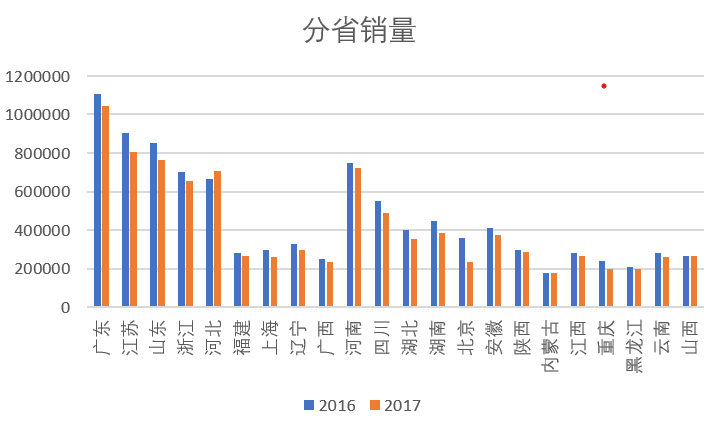 分省销量
1200000
1000000
800000
600000
400000
200000
0
广东
江苏
山东
浙江
河北
福建
上海
辽宁
广西
河南
四川
湖北
湖南
北京
安徽
陕西
内蒙古
江西
重庆
黑龙江
云南
山西
2016 2017